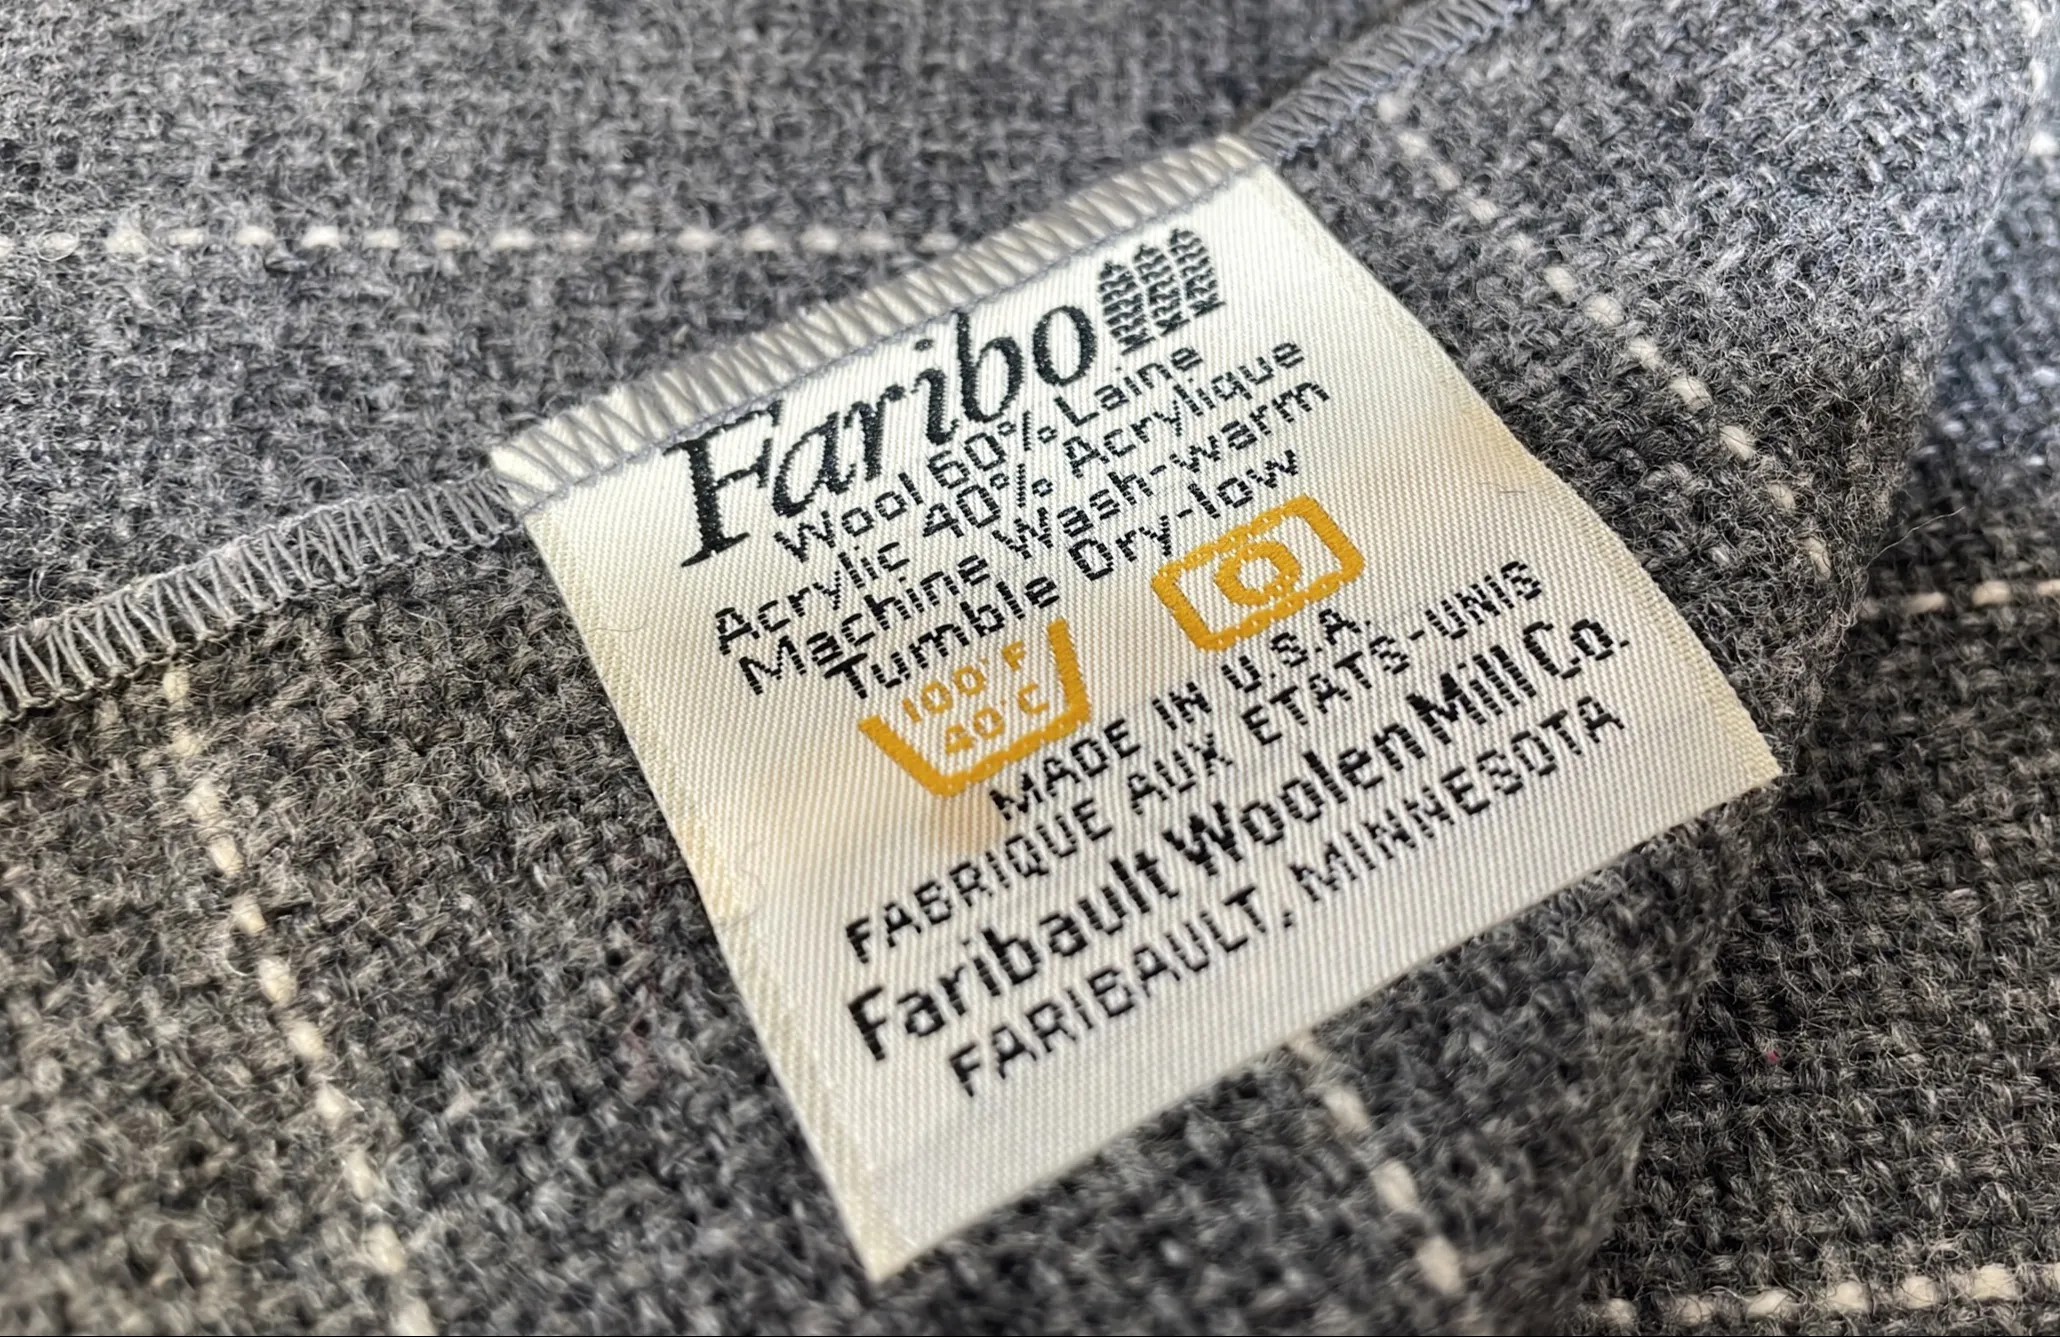 Faribo
Wool 60% Laine
Acrylic 40% Acrylique
Machine Wash-warm
Tumble Dry-low
100°F
40°C
MADE IN U.S.A.
FABRIQUE AUX ETATS-UNIS
Faribault Woolen Mill Co.
FARIBAULT, MINNESOTA